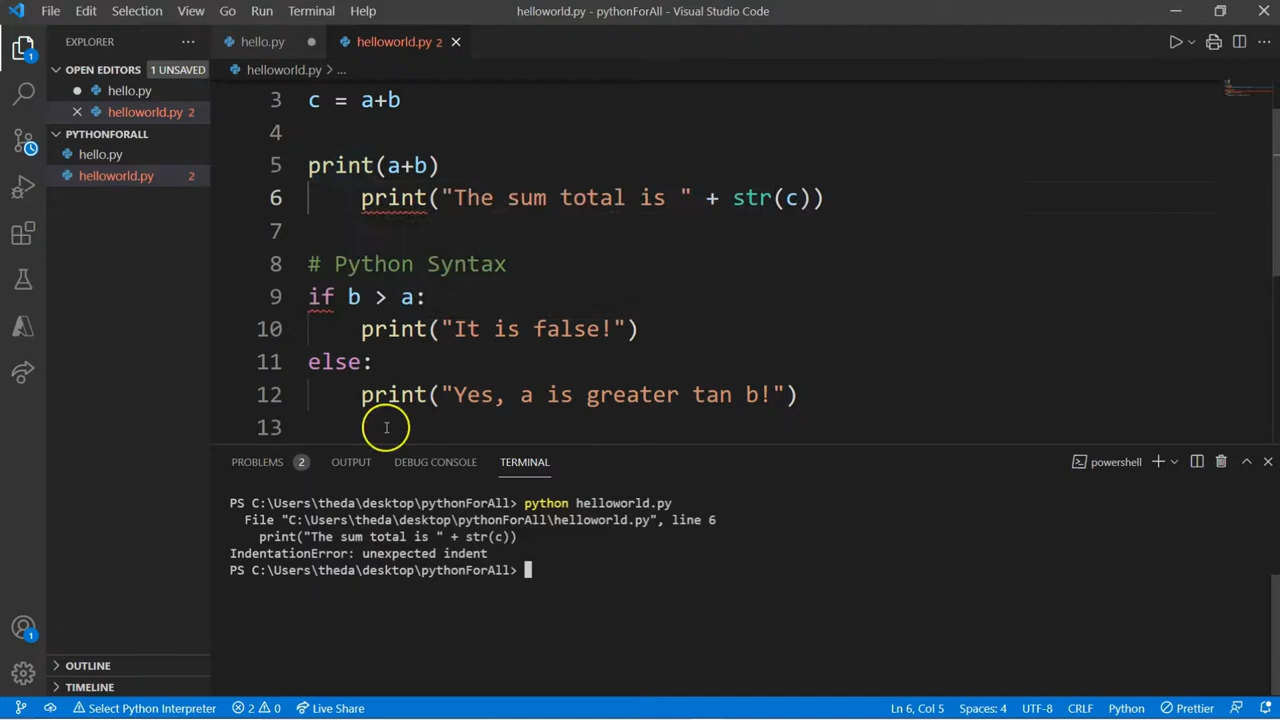 File Edit Selection View Go Run Terminal Help helloworld.py - pythonForAll - Visual Studio Code
EXPLORER hello.py helloworld.py 2
OPEN EDITORS 1 UNSAVED helloworld.py > ...
hello.py
helloworld.py 2
PYTHONFORALL
hello.py
helloworld.py 2
3 c = a+b
4
5 print(a+b)
6 print("The sum total is " + str(c))
7
8 # Python Syntax
9 if b > a:
10 print("It is false!")
11 else:
12 print("Yes, a is greater tan b!")
13
PROBLEMS 2 OUTPUT DEBUG CONSOLE TERMINAL powershell
PS C:\Users\theda\desktop\pythonForAll> python helloworld.py
File "C:\Users\theda\desktop\pythonForAll\helloworld.py", line 6
print("The sum total is " + str(c))
IndentationError: unexpected indent
PS C:\Users\theda\desktop\pythonForAll>
1
1
OUTLINE
TIMELINE
Select Python Interpreter 2 0 Live Share Ln 6, Col 5 Spaces: 4 UTF-8 CRLF Python Prettier